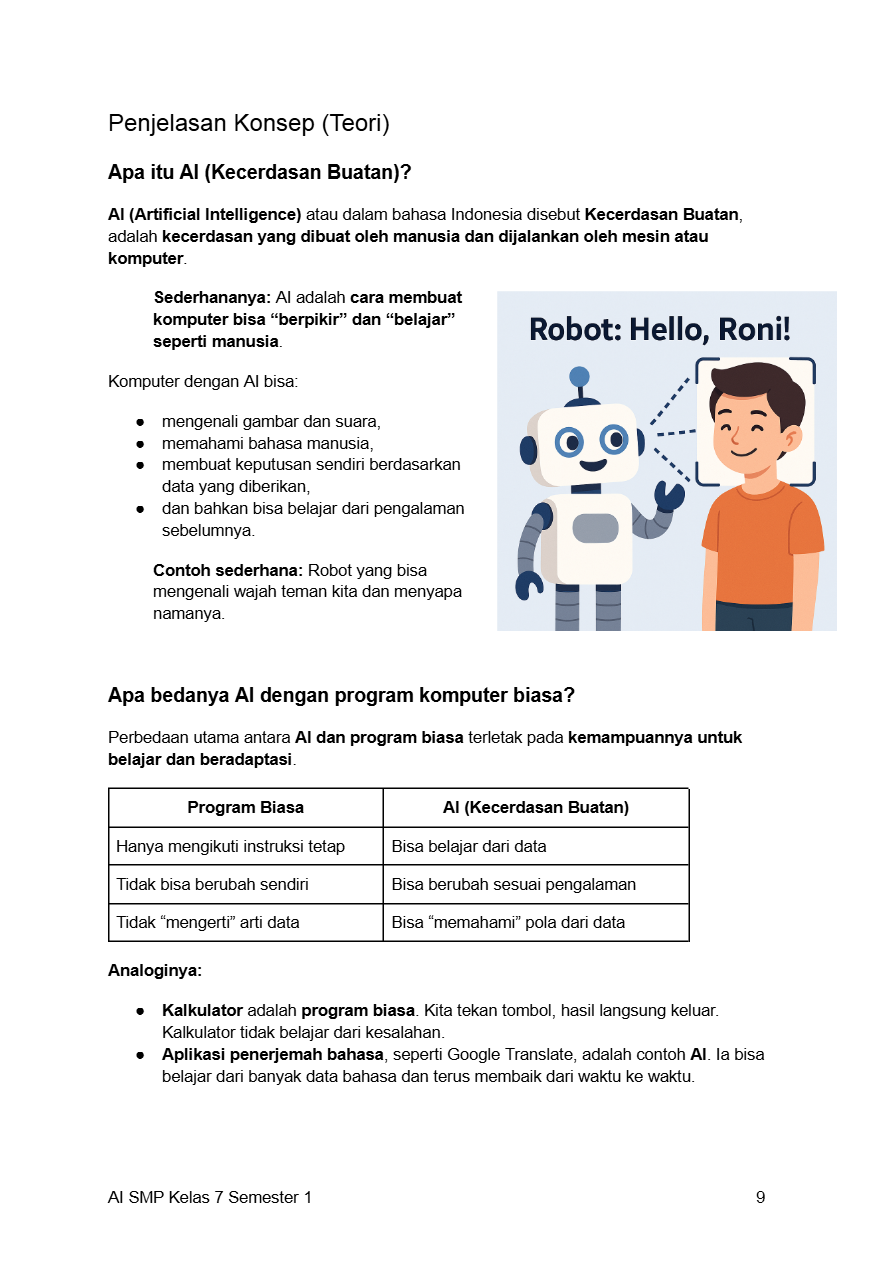 Penjelasan Konsep (Teori)
Apa itu AI (Kecerdasan Buatan)?
AI (Artificial Intelligence) atau dalam bahasa Indonesia disebut Kecerdasan Buatan,
adalah kecerdasan yang dibuat oleh manusia dan dijalankan oleh mesin atau
komputer.
Sederhananya: AI adalah cara membuat
komputer bisa “berpikir” dan “belajar”
seperti manusia.
Komputer dengan AI bisa:
● mengenali gambar dan suara,
● memahami bahasa manusia,
● membuat keputusan sendiri berdasarkan
data yang diberikan,
● dan bahkan bisa belajar dari pengalaman
sebelumnya.
Contoh sederhana: Robot yang bisa
mengenali wajah teman kita dan menyapa
namanya.
Robot: Hello, Roni!
Apa bedanya AI dengan program komputer biasa?
Perbedaan utama antara AI dan program biasa terletak pada kemampuannya untuk
belajar dan beradaptasi.
Program Biasa AI (Kecerdasan Buatan)
Hanya mengikuti instruksi tetap Bisa belajar dari data
Tidak bisa berubah sendiri Bisa berubah sesuai pengalaman
Tidak “mengerti” arti data Bisa “memahami” pola dari data
Analoginya:
● Kalkulator adalah program biasa. Kita tekan tombol, hasil langsung keluar.
Kalkulator tidak belajar dari kesalahan.
● Aplikasi penerjemah bahasa, seperti Google Translate, adalah contoh AI. Ia bisa
belajar dari banyak data bahasa dan terus membaik dari waktu ke waktu.
AI SMP Kelas 7 Semester 1 9